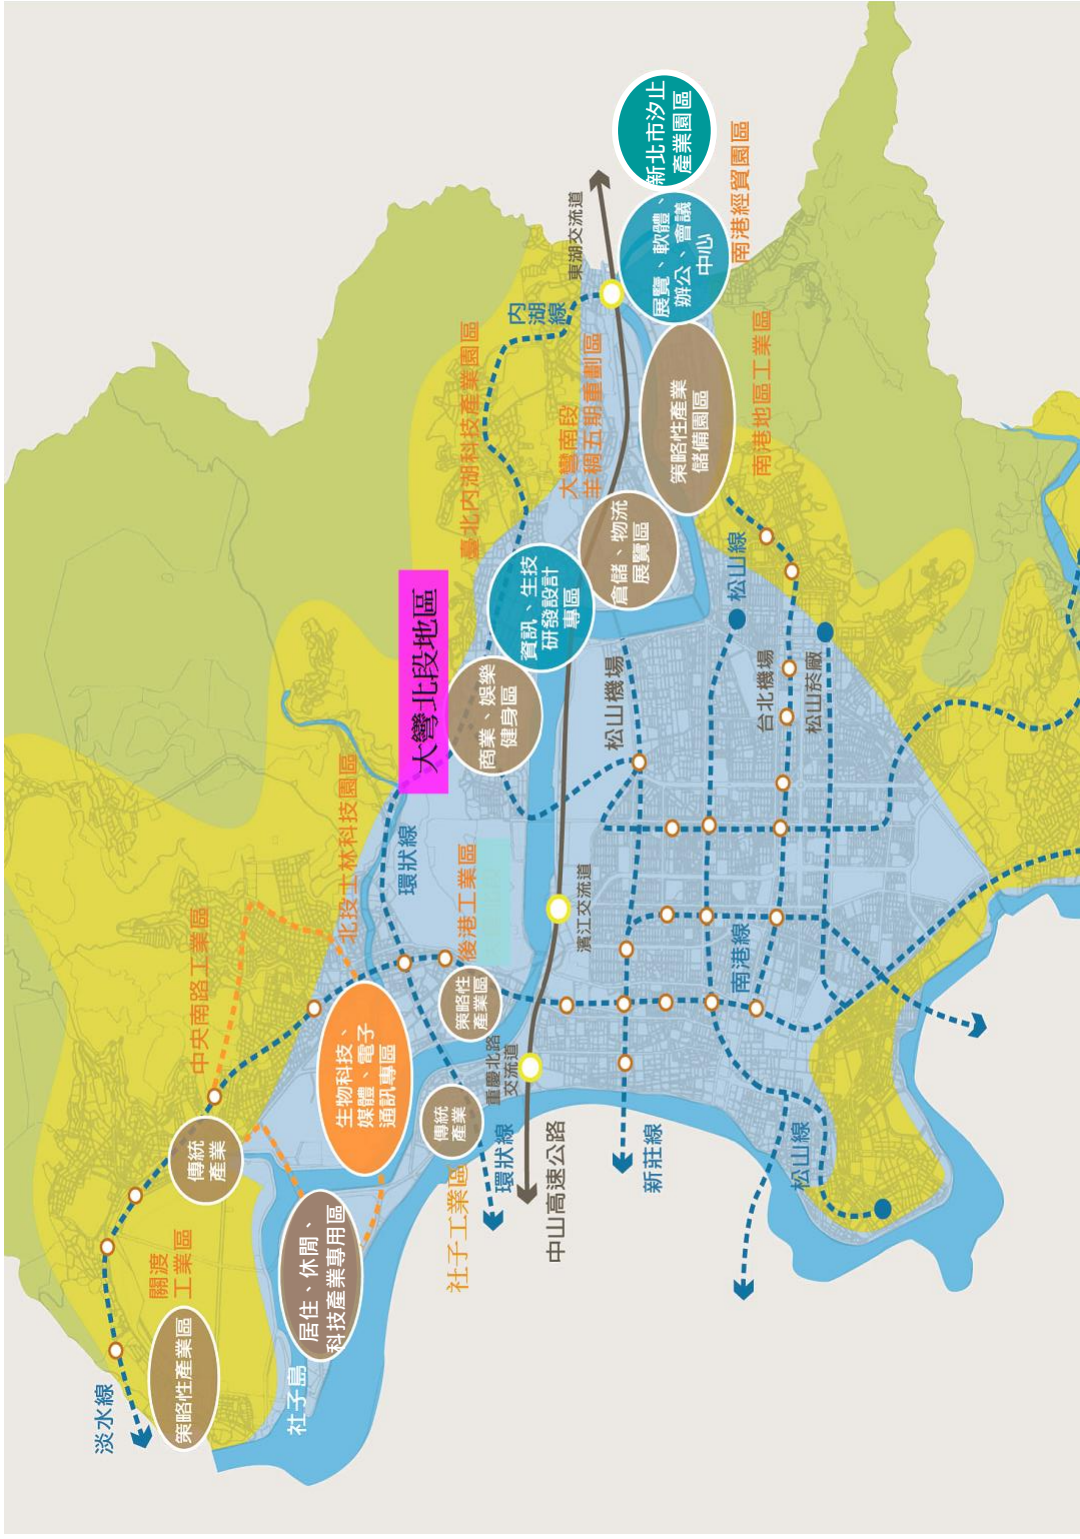 淡水線
策略性產業區
關渡
工業區
傳統
產業
中央南路工業區
社子島
居住、休閒、
科技產業專用區
生物科技、
媒體、電子
通訊專區
北投士林科技園區
環狀線
後港工業區
策略性
產業區
傳統
產業
社子工業區
環狀線
重慶北路
交流道
中山高速公路
濱江交流道
大彎北段地區
商業、娛樂
健身區
資訊、生技
研發設計
專區
臺北內湖科技產業園區
內湖線
大彎南段
羊稠五期重劃區
倉儲、物流
展覽區
東湖交流道
新北市汐止
產業園區
展覽、軟體、
辦公、會議
中心
南港經貿園區
策略性產業
儲備園區
南港地區工業區
松山機場
松山線
台北機場
松山菸廠
南港線
新莊線
松山線